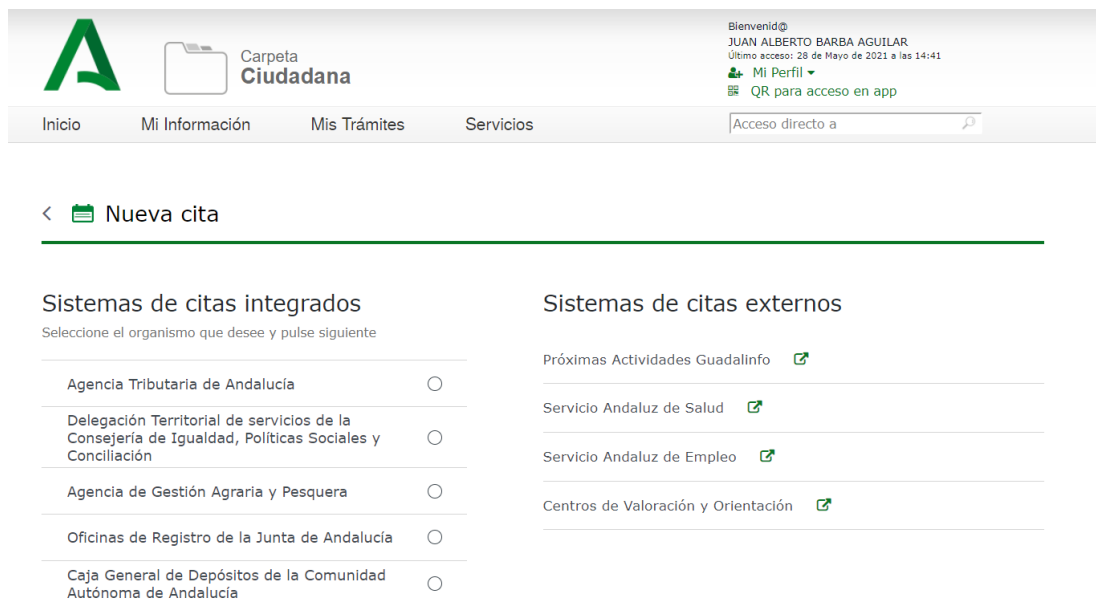 Carpeta
Ciudadana
Bienvenid@
JUAN ALBERTO BARBA AGUILAR
Último acceso: 28 de Mayo de 2021 a las 14:41
Mi Perfil
QR para acceso en app
Inicio Mi Información Mis Trámites Servicios
Acceso directo a
Nueva cita
Sistemas de citas integrados
Seleccione el organismo que desee y pulse siguiente
Agencia Tributaria de Andalucía
Delegación Territorial de servicios de la
Consejería de Igualdad, Políticas Sociales y
Conciliación
Agencia de Gestión Agraria y Pesquera
Oficinas de Registro de la Junta de Andalucía
Caja General de Depósitos de la Comunidad
Autónoma de Andalucía
Sistemas de citas externos
Próximas Actividades Guadalinfo
Servicio Andaluz de Salud
Servicio Andaluz de Empleo
Centros de Valoración y Orientación